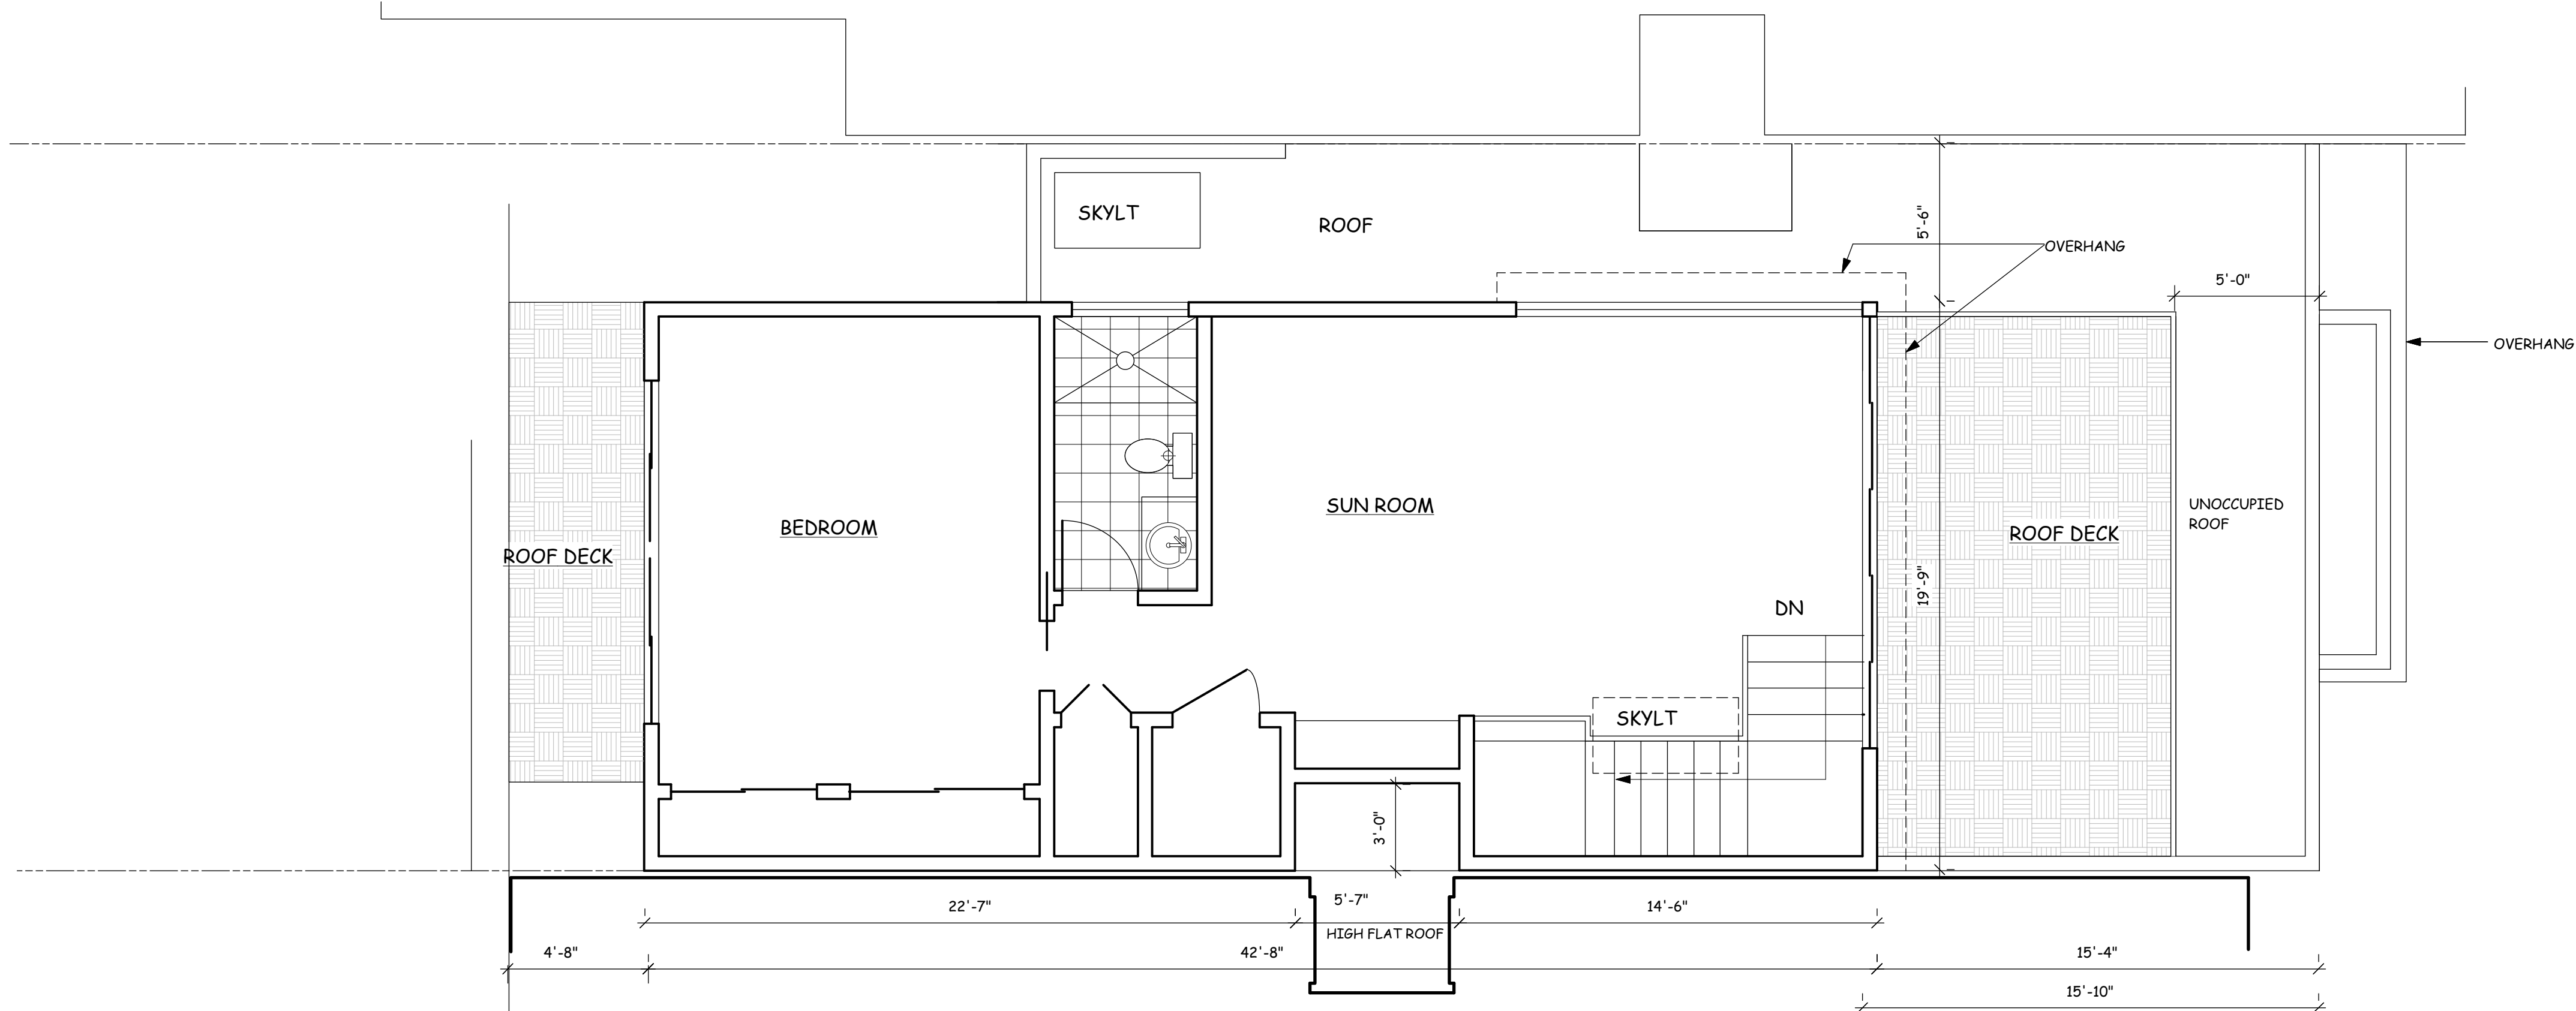 SKYLT
ROOF
5'-6"
OVERHANG
5'-0"
OVERHANG
SUN ROOM
BEDROOM
UNOCCUPIED
ROOF
ROOF DECK
ROOF DECK
19'-9"
DN
SKYLT
3'-0"
22'-7"
5'-7"
14'-6"
HIGH FLAT ROOF
4'-8"
42'-8"
15'-4"
15'-10"